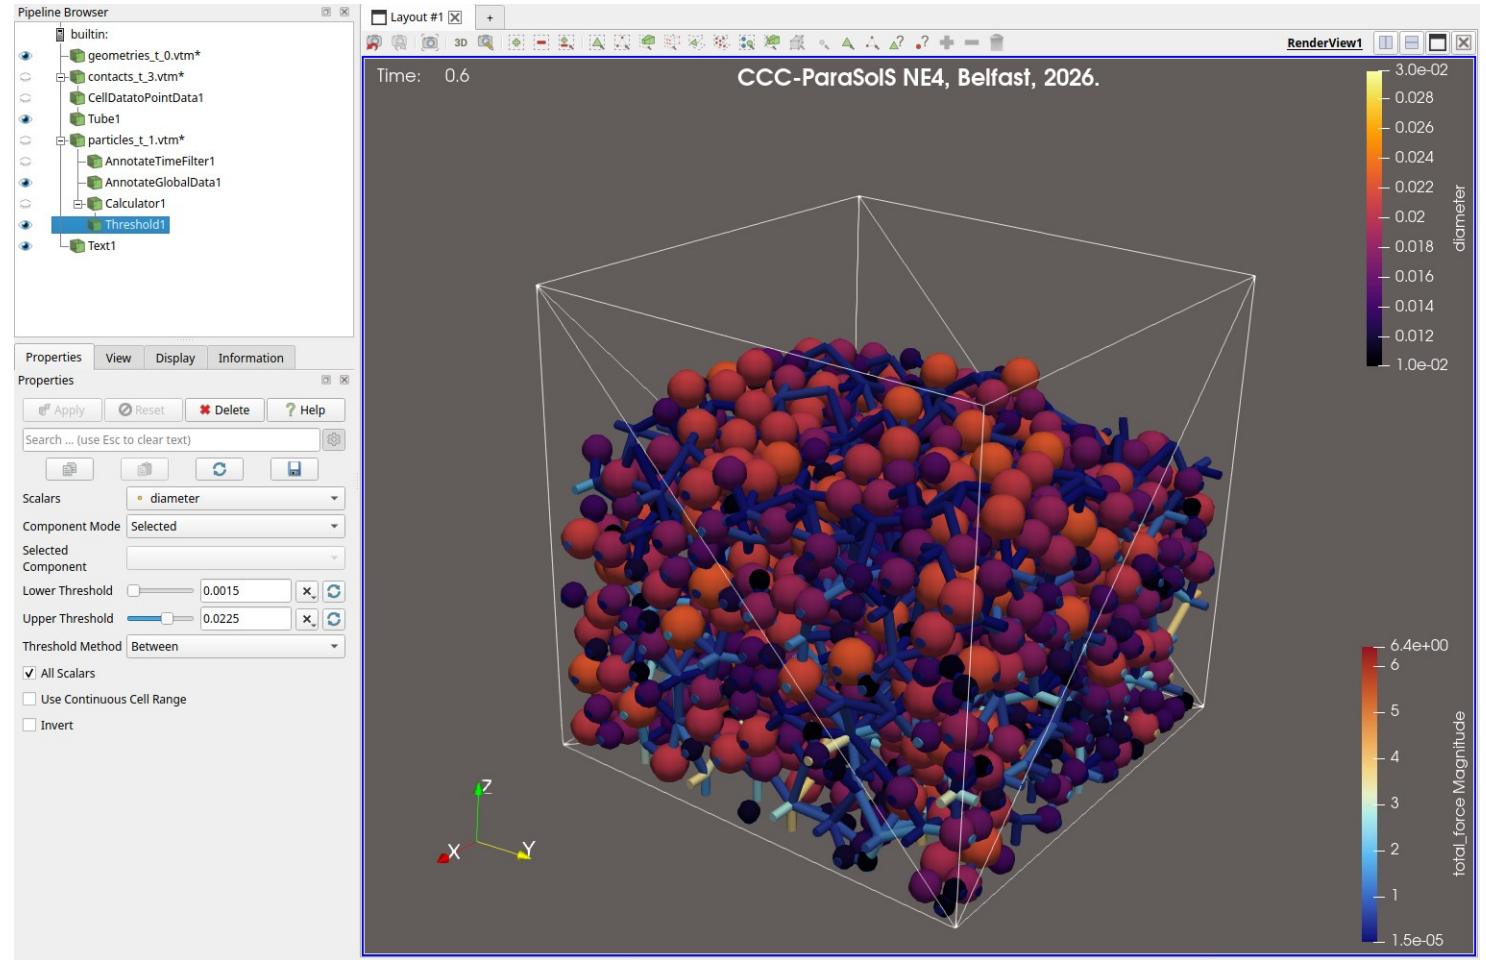 Pipeline Browser
builtin:
geometries_t_0.vtm*
contacts_t_3.vtm*
CellDatatoPointData1
Tube1
particles_t_1.vtm*
AnnotateTimeFilter1
AnnotateGlobalData1
Calculator1
Threshold1
Text1
Properties View Display Information
Properties
Apply Reset Delete ? Help
Search ... (use Esc to clear text)
Scalars diameter
Component Mode Selected
Selected
Component
Lower Threshold 0.0015
Upper Threshold 0.0225
Threshold Method Between
All Scalars
Use Continuous Cell Range
Invert
Layout #1 +
3D RenderView1
Time: 0.6
CCC-ParaSolS NE4, Belfast, 2026.
3.0e-02
0.028
0.026
0.024
0.022
0.02
0.018
0.016
0.014
0.012
1.0e-02
diameter
6.4e+00
6
5
4
3
2
1
1.5e-05
total_force Magnitude
Z
X
Y